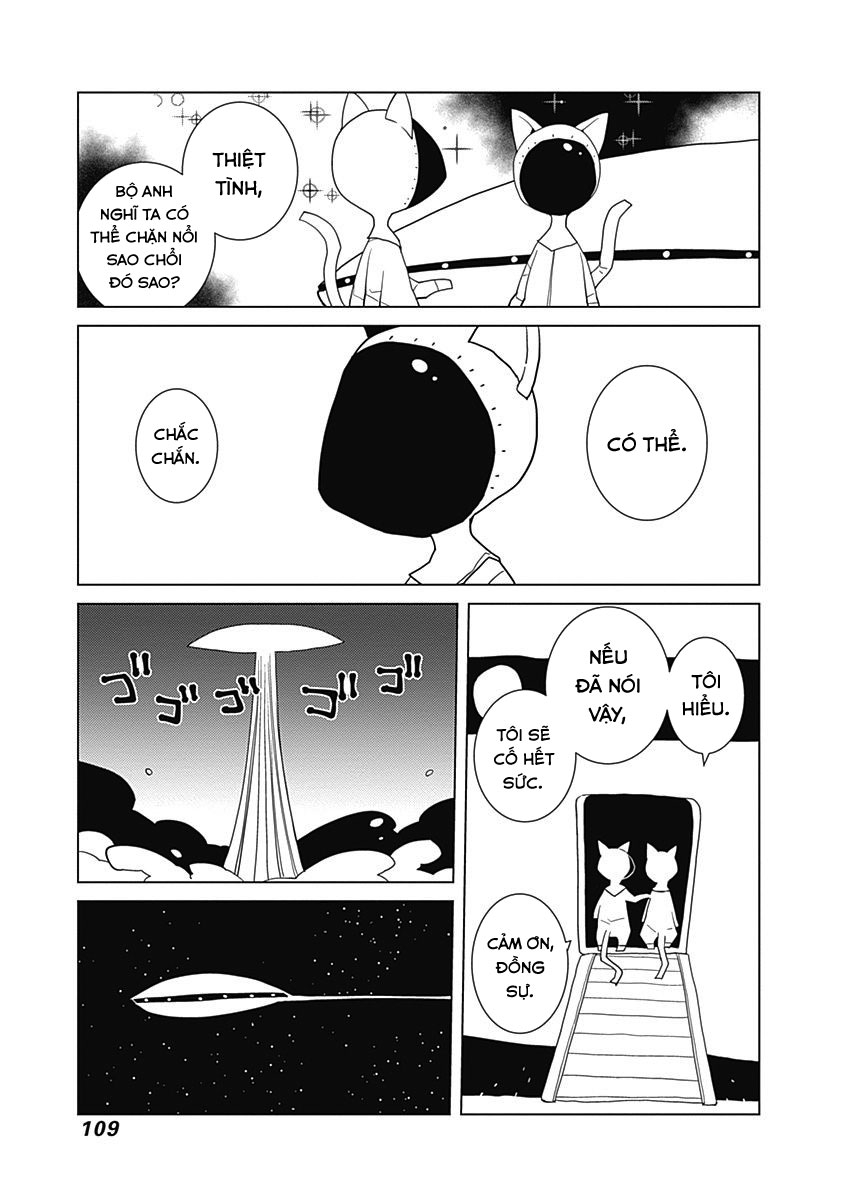 THIỆT
TÌNH,
BỘ ANH
NGHĨ TA CÓ
THỂ CHẶN NỔI
SAO CHỔI
ĐÓ SAO?
CÓ THỂ.
CHẮC
CHẮN.
TÔI
HIỂU.
NẾU
ĐÃ NÓI
VẬY,
TÔI SẼ
CỐ HẾT
SỨC.
CẢM ƠN,
ĐỒNG
SỰ.
ゴゴゴゴゴ
109